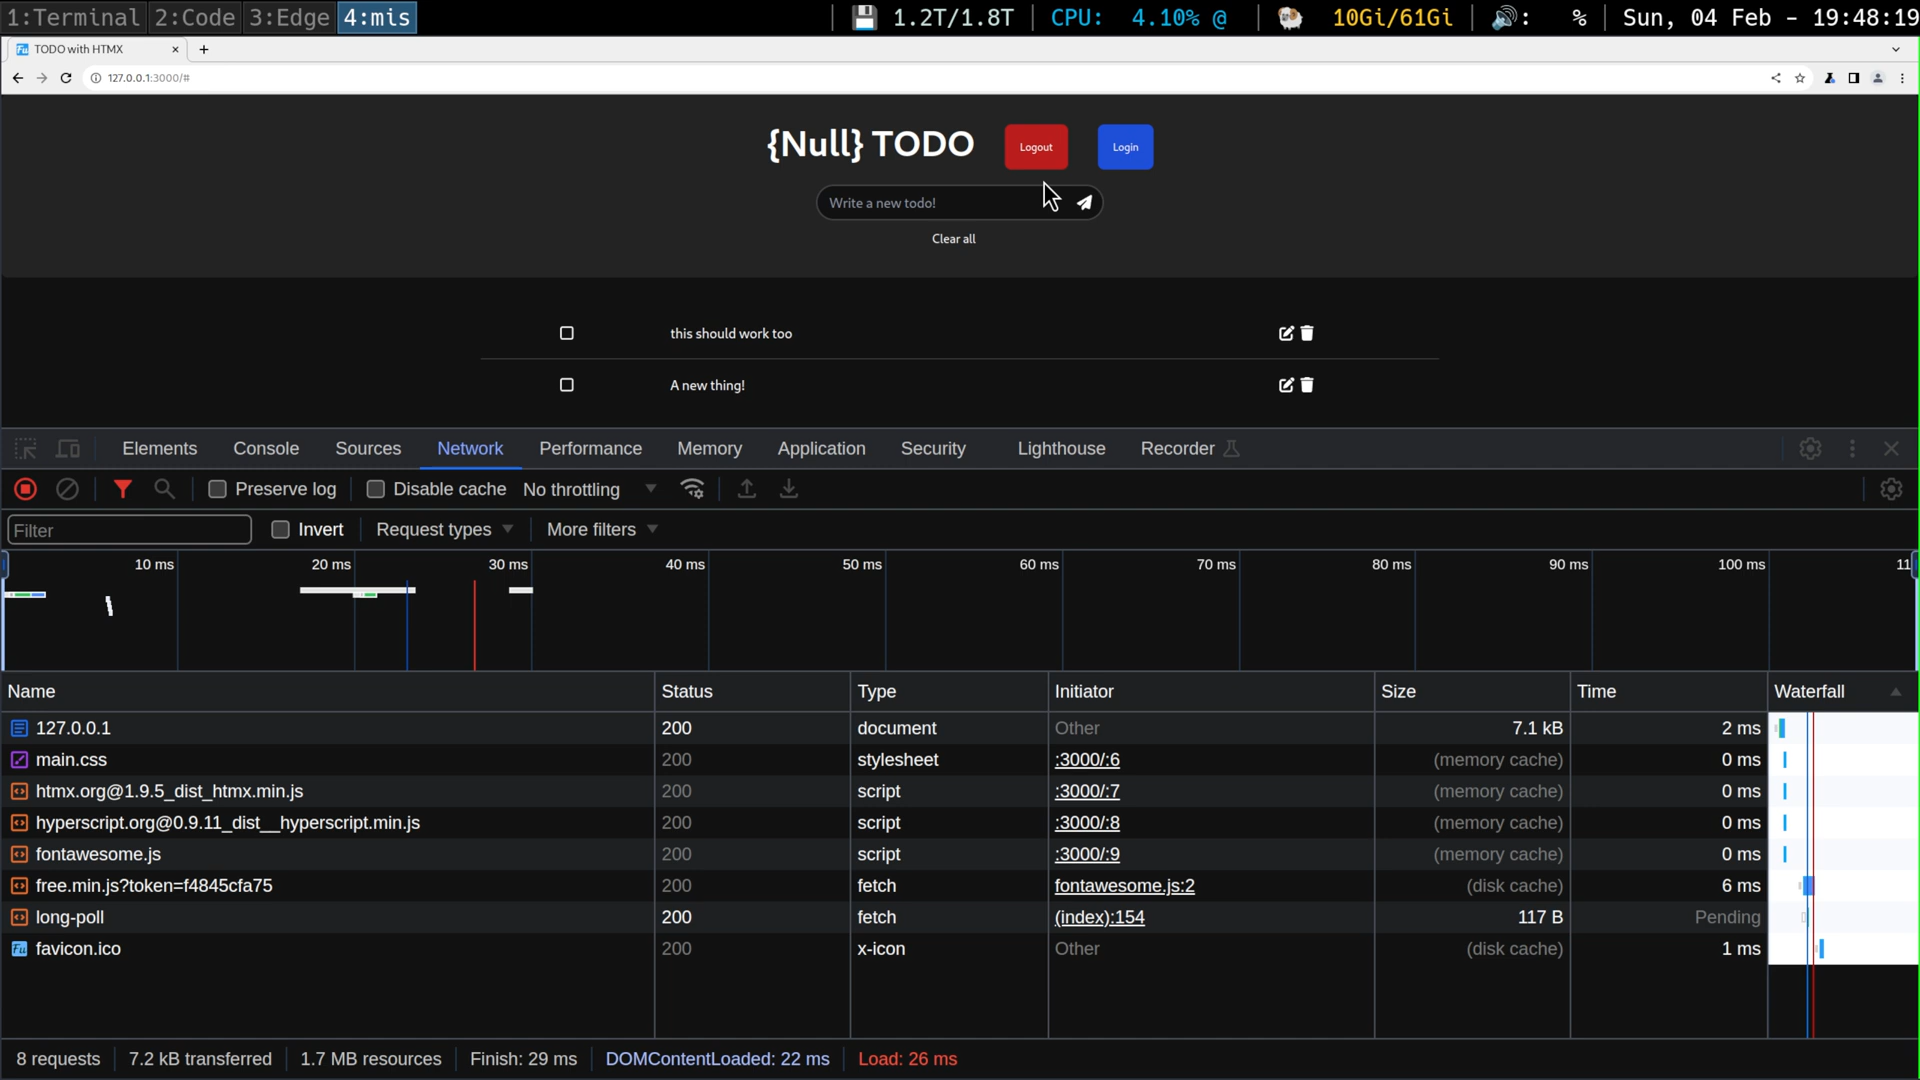 1:Terminal 2:Code 3:Edge 4:mis 1.2T/1.8T CPU: 4.10% @ 10Gi/61Gi : % Sun, 04 Feb - 19:48:19
TODO with HTMX
127.0.0.1:3000/#
{Null} TODO Logout Login
Write a new todo!
Clear all
this should work too
A new thing!
Elements Console Sources Network Performance Memory Application Security Lighthouse Recorder
Preserve log Disable cache No throttling
Filter Invert Request types More filters
10 ms 20 ms 30 ms 40 ms 50 ms 60 ms 70 ms 80 ms 90 ms 100 ms 11
Name Status Type Initiator Size Time Waterfall
127.0.0.1 200 document Other 7.1 kB 2 ms
main.css 200 stylesheet :3000/:6 (memory cache) 0 ms
htmx.org@1.9.5_dist_htmx.min.js 200 script :3000/:7 (memory cache) 0 ms
hyperscript.org@0.9.11_dist__hyperscript.min.js 200 script :3000/:8 (memory cache) 0 ms
fontawesome.js 200 script :3000/:9 (memory cache) 0 ms
free.min.js?token=f4845cfa75 200 fetch fontawesome.js:2 (disk cache) 6 ms
long-poll 200 fetch (index):154 117 B Pending
favicon.ico 200 x-icon Other (disk cache) 1 ms
8 requests 7.2 kB transferred 1.7 MB resources Finish: 29 ms DOMContentLoaded: 22 ms Load: 26 ms